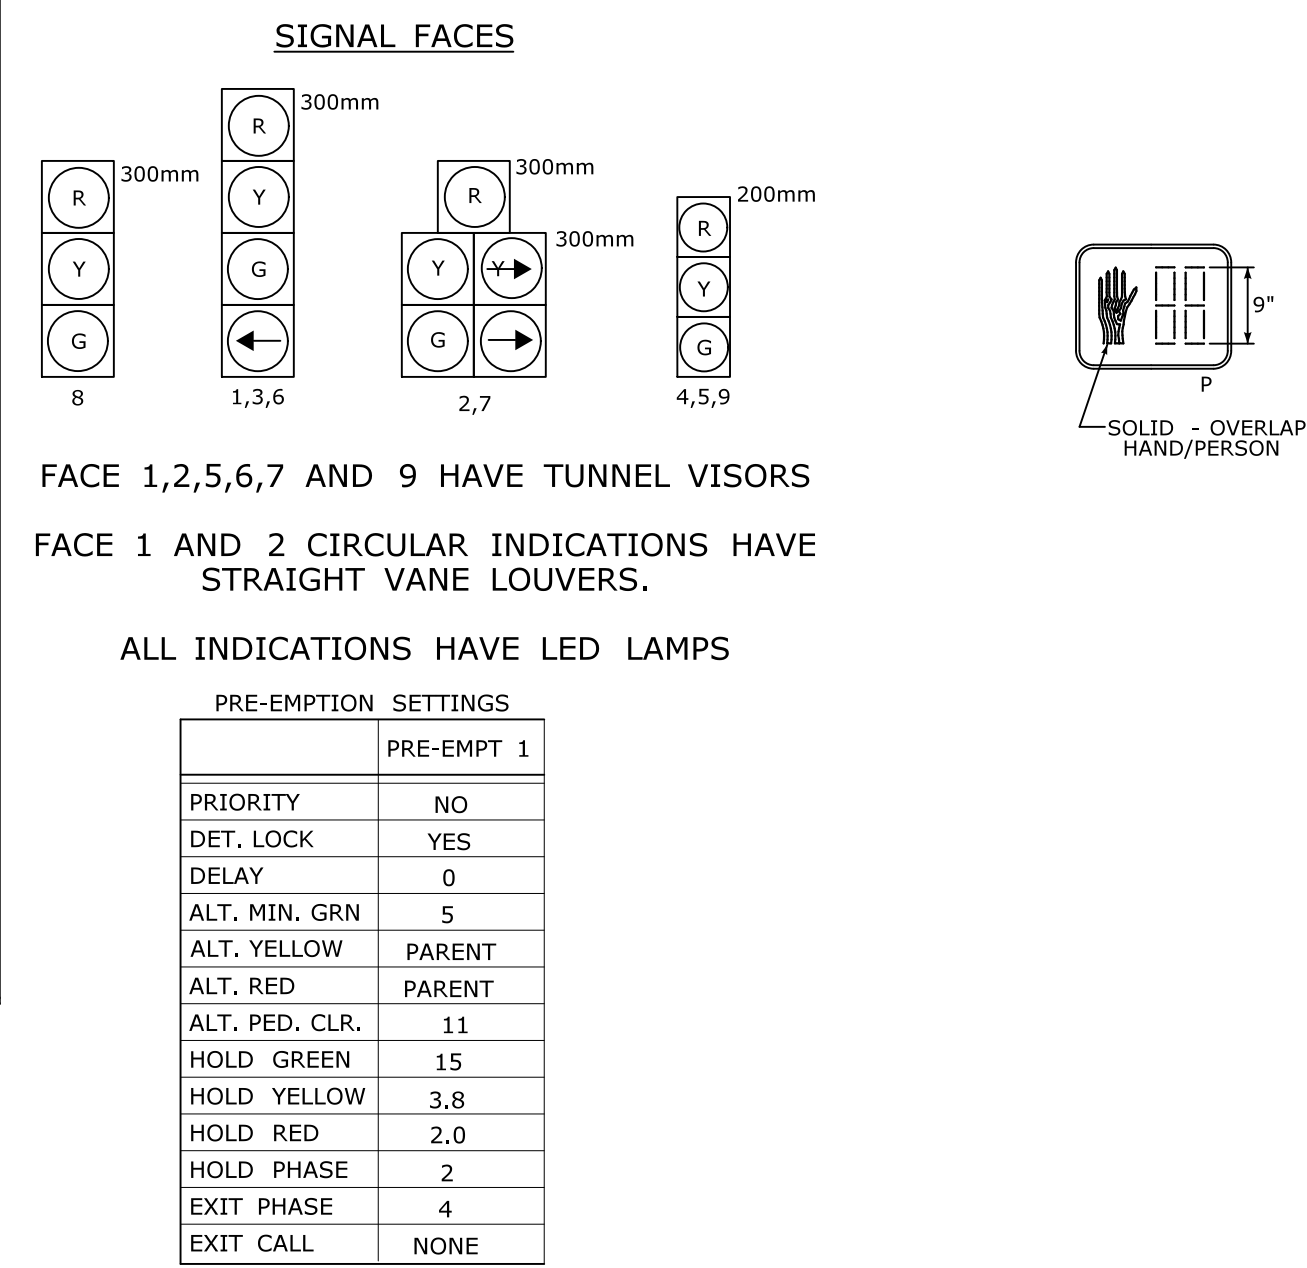 SIGNAL FACES
300mm
R
Y
G
8
300mm
R
Y
G
1,3,6
300mm
R
300mm
Y Y
G
2,7
200mm
R
Y
G
4,5,9
9"
P
SOLID - OVERLAP
HAND/PERSON
FACE 1,2,5,6,7 AND 9 HAVE TUNNEL VISORS
FACE 1 AND 2 CIRCULAR INDICATIONS HAVE
STRAIGHT VANE LOUVERS.
ALL INDICATIONS HAVE LED LAMPS
PRE-EMPTION SETTINGS
PRE-EMPT 1
PRIORITY NO
DET. LOCK YES
DELAY 0
ALT. MIN. GRN 5
ALT. YELLOW PARENT
ALT. RED PARENT
ALT. PED. CLR. 11
HOLD GREEN 15
HOLD YELLOW 3.8
HOLD RED 2.0
HOLD PHASE 2
EXIT PHASE 4
EXIT CALL NONE